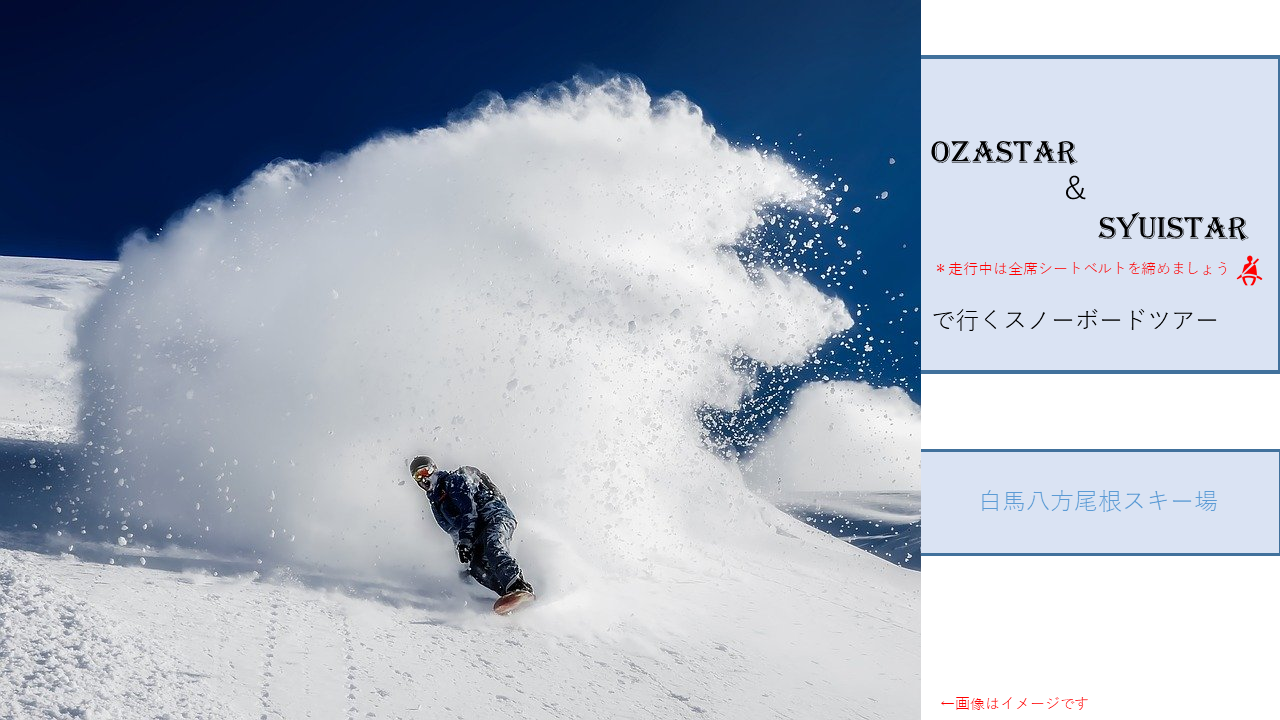 OZASTAR
&
SYUISTAR
＊走行中は全席シートベルトを締めましょう
で行くスノーボードツアー
白馬八方尾根スキー場
←画像はイメージです